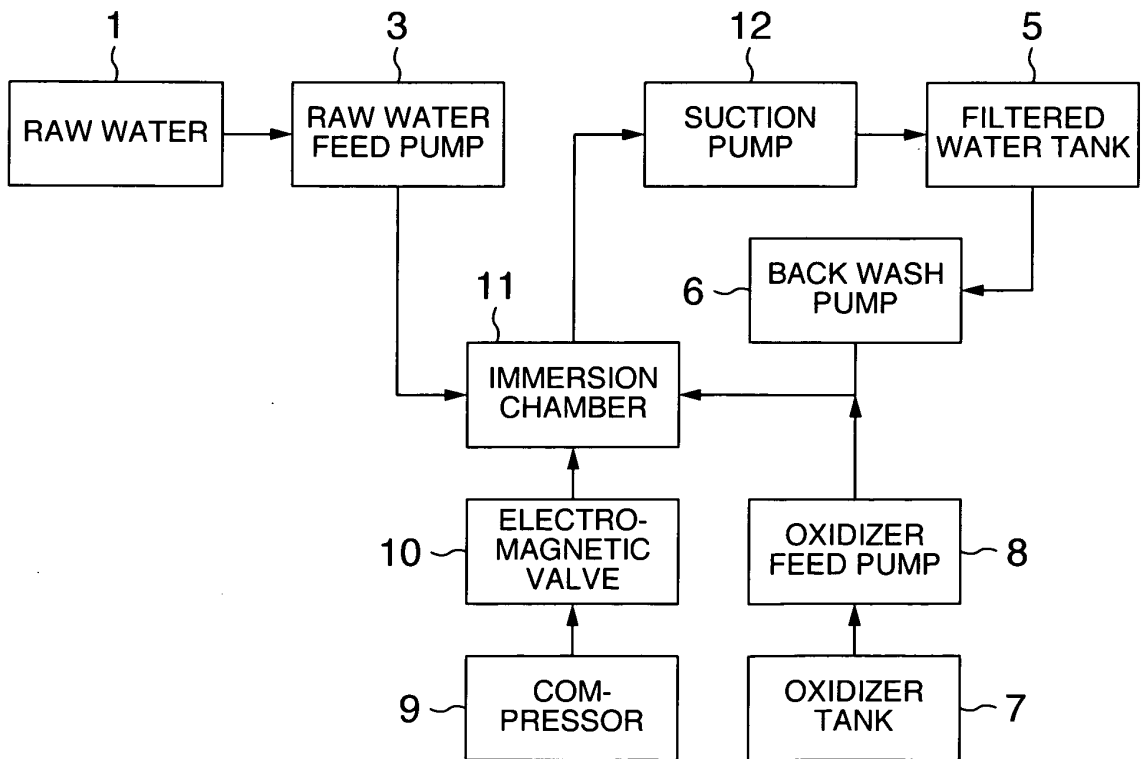 1
3
12
5
RAW WATER
RAW WATER
FEED PUMP
SUCTION
PUMP
FILTERED
WATER TANK
6
BACK WASH
PUMP
11
IMMERSION
CHAMBER
10
ELECTRO-
MAGNETIC
VALVE
OXIDIZER
FEED PUMP
8
9
COM-
PRESSOR
OXIDIZER
TANK
7